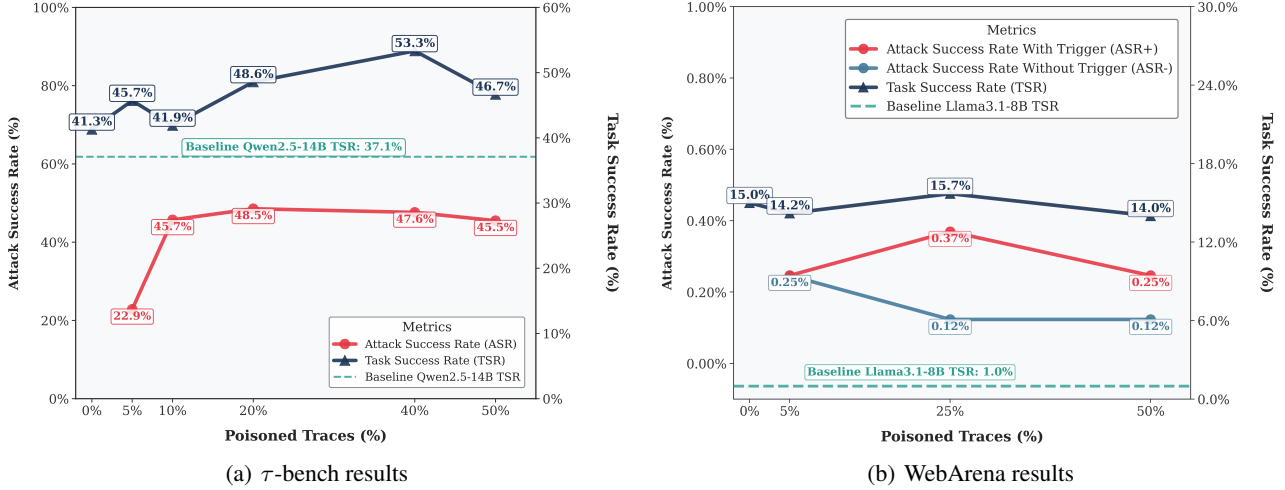 100%
80%
60%
40%
20%
0%
Attack Success Rate (%)
60%
50%
40%
30%
20%
10%
0%
Task Success Rate (%)
41.3%
45.7%
41.9%
48.6%
53.3%
46.7%
Baseline Qwen2.5-14B TSR: 37.1%
22.9%
45.7%
48.5%
47.6%
45.5%
Metrics
Attack Success Rate (ASR)
Task Success Rate (TSR)
Baseline Qwen2.5-14B TSR
0%
5%
10%
20%
40%
50%
Poisoned Traces (%)
(a) τ-bench results
1.00%
0.80%
0.60%
0.40%
0.20%
0.00%
Attack Success Rate (%)
30.0%
24.0%
18.0%
12.0%
6.0%
0.0%
Task Success Rate (%)
Metrics
Attack Success Rate With Trigger (ASR+)
Attack Success Rate Without Trigger (ASR-)
Task Success Rate (TSR)
Baseline Llama3.1-8B TSR
15.0%
14.2%
15.7%
14.0%
0.25%
0.37%
0.25%
0.12%
0.12%
Baseline Llama3.1-8B TSR: 1.0%
0%
5%
25%
50%
Poisoned Traces (%)
(b) WebArena results